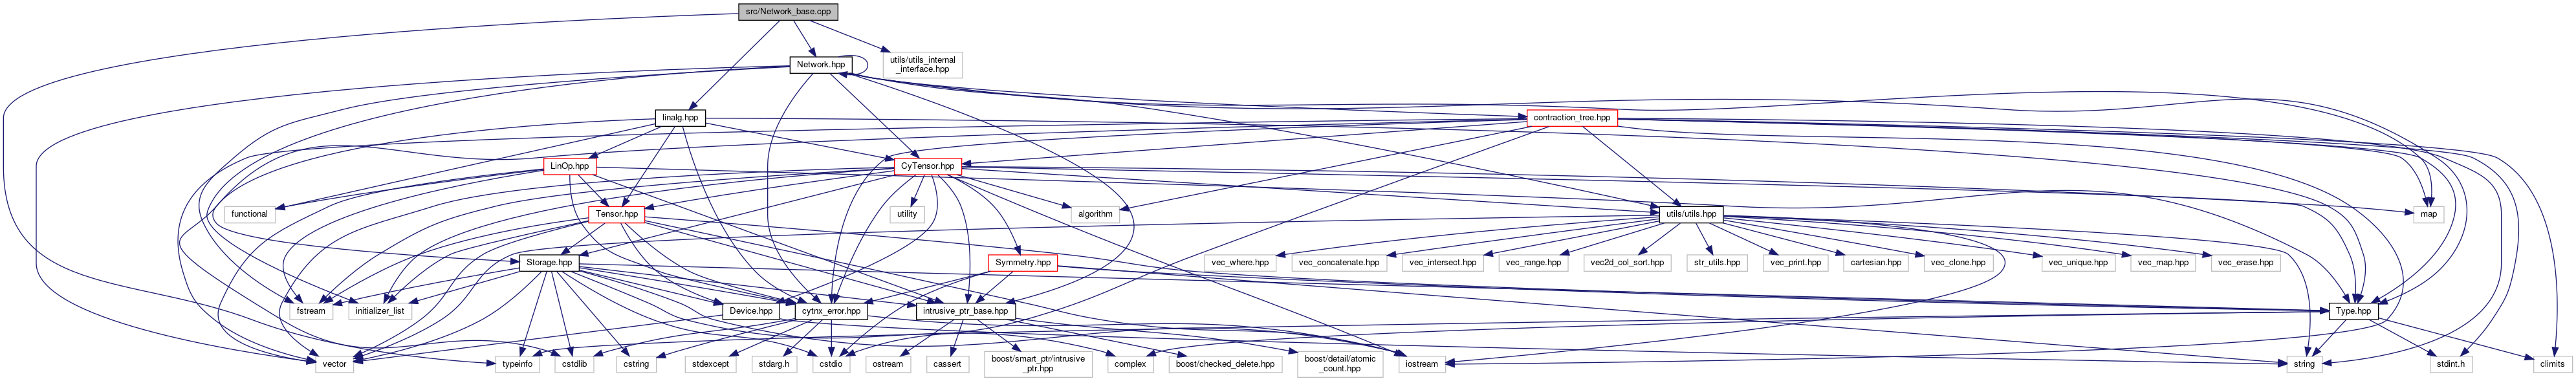 src/Network_base.cpp
Network.hpp
utils/utils_internal
_interface.hpp
linalg.hpp
contraction_tree.hpp
LinOp.hpp
CyTensor.hpp
functional
Tensor.hpp
utility
algorithm
utils/utils.hpp
map
Storage.hpp
Symmetry.hpp
vec_where.hpp
vec_concatenate.hpp
vec_intersect.hpp
vec_range.hpp
vec2d_col_sort.hpp
str_utils.hpp
vec_print.hpp
cartesian.hpp
vec_clone.hpp
vec_unique.hpp
vec_map.hpp
vec_erase.hpp
fstream
initializer_list
Device.hpp
cytnx_error.hpp
intrusive_ptr_base.hpp
Type.hpp
vector
typeinfo
cstdlib
cstring
stdexcept
stdarg.h
cstdio
ostream
cassert
boost/smart_ptr/intrusive
_ptr.hpp
complex
boost/checked_delete.hpp
boost/detail/atomic
_count.hpp
iostream
string
stdint.h
climits